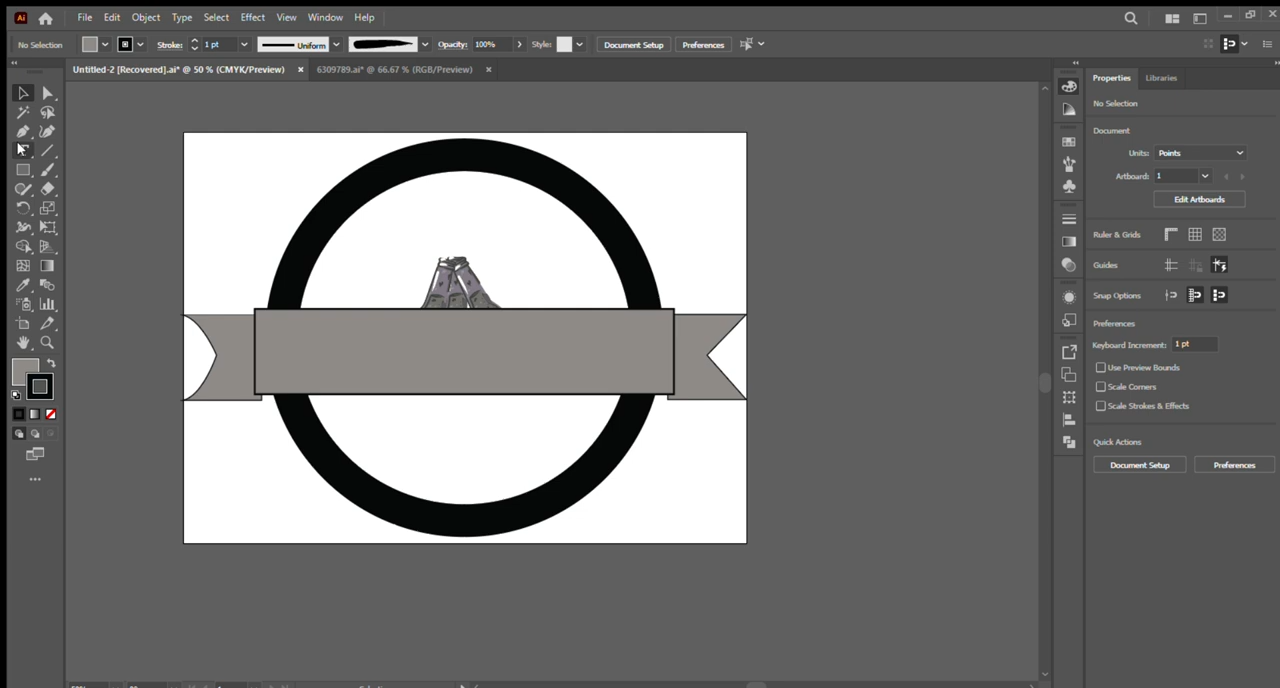 Ai File Edit Object Type Select Effect View Window Help
No Selection Stroke: 1 pt Uniform Opacity: 100% Style: Document Setup Preferences
Untitled-2 [Recovered].ai* @ 50 % (CMYK/Preview) × 6309789.ai* @ 66.67 % (RGB/Preview) ×
Properties Libraries
No Selection
Document
Units: Points
Artboard: 1
Edit Artboards
Ruler & Grids
Guides
Snap Options
Preferences
Keyboard Increment: 1 pt
Use Preview Bounds
Scale Corners
Scale Strokes & Effects
Quick Actions
Document Setup Preferences